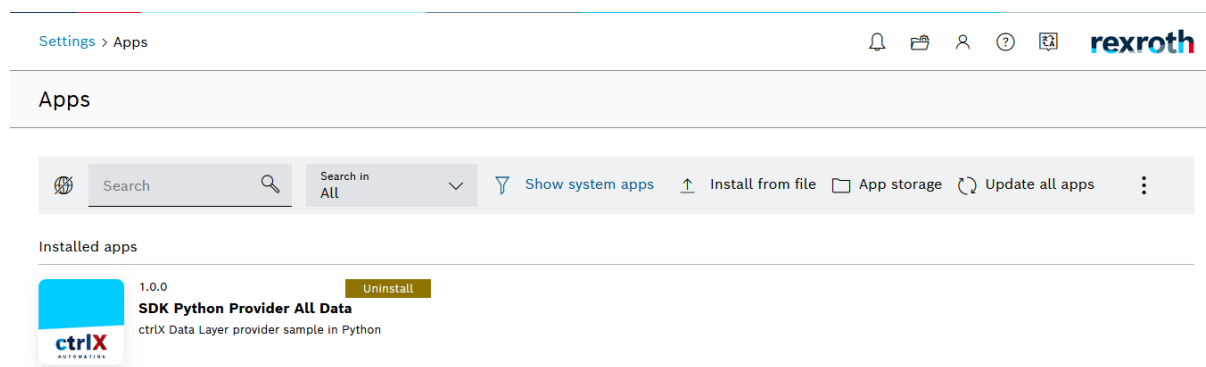 Settings > Apps
rexroth
Apps
Search
Search in
All
Show system apps
Install from file
App storage
Update all apps
Installed apps
1.0.0
Uninstall
SDK Python Provider All Data
ctrlX Data Layer provider sample in Python
ctrlX
AUTOMATION